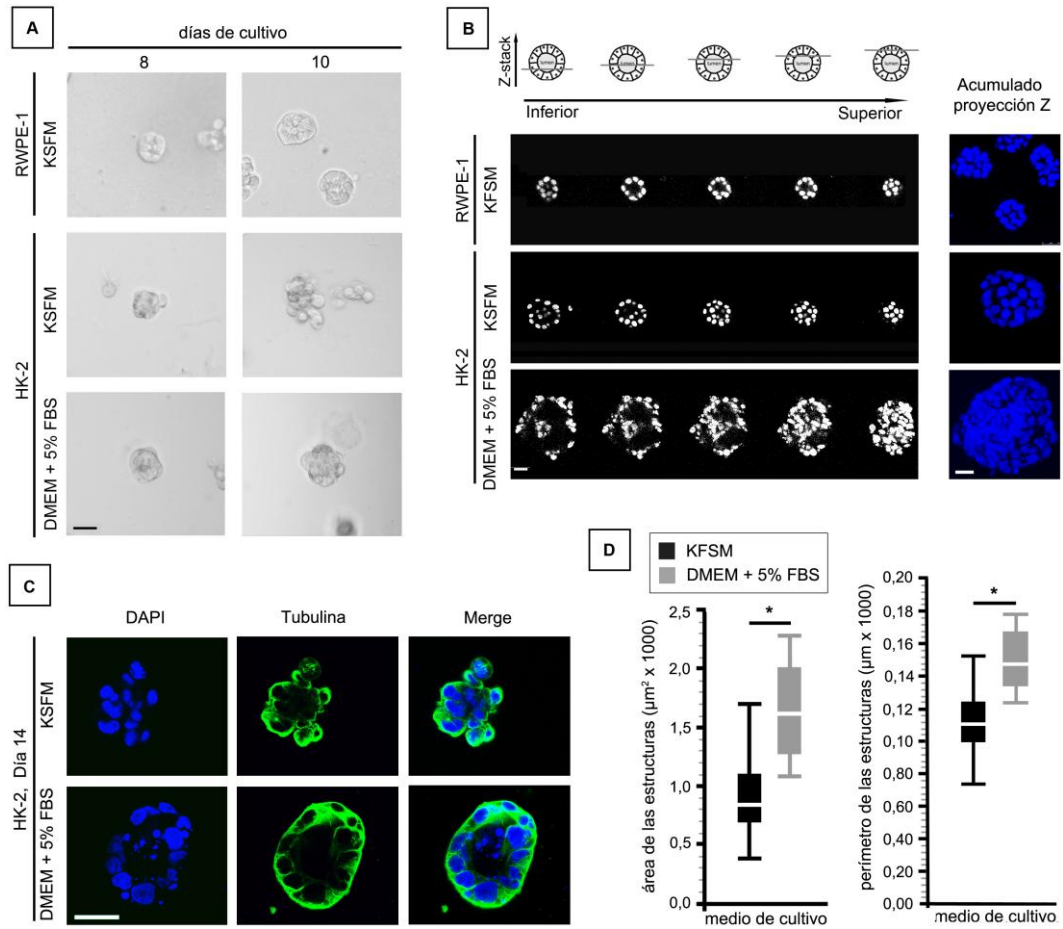 A
días de cultivo
8
10
RWPE-1
KSFM
HK-2
KSFM
DMEM + 5% FBS
B
Z-stack
lumen
lumen
lumen
lumen
lumen
Inferior
Superior
Acumulado
proyección Z
RWPE-1
KFSM
HK-2
KSFM
DMEM + 5% FBS
C
DAPI
Tubulina
Merge
HK-2, Día 14
KSFM
DMEM + 5% FBS
D
KFSM
DMEM + 5% FBS
área de las estructuras (µm² x 1000)
2,5
2,0
1,5
1,0
0,5
0,0
*
medio de cultivo
perímetro de las estructuras (µm x 1000)
0,20
0,18
0,16
0,14
0,12
0,10
0,80
0,60
0,40
0,20
0,00
*
medio de cultivo